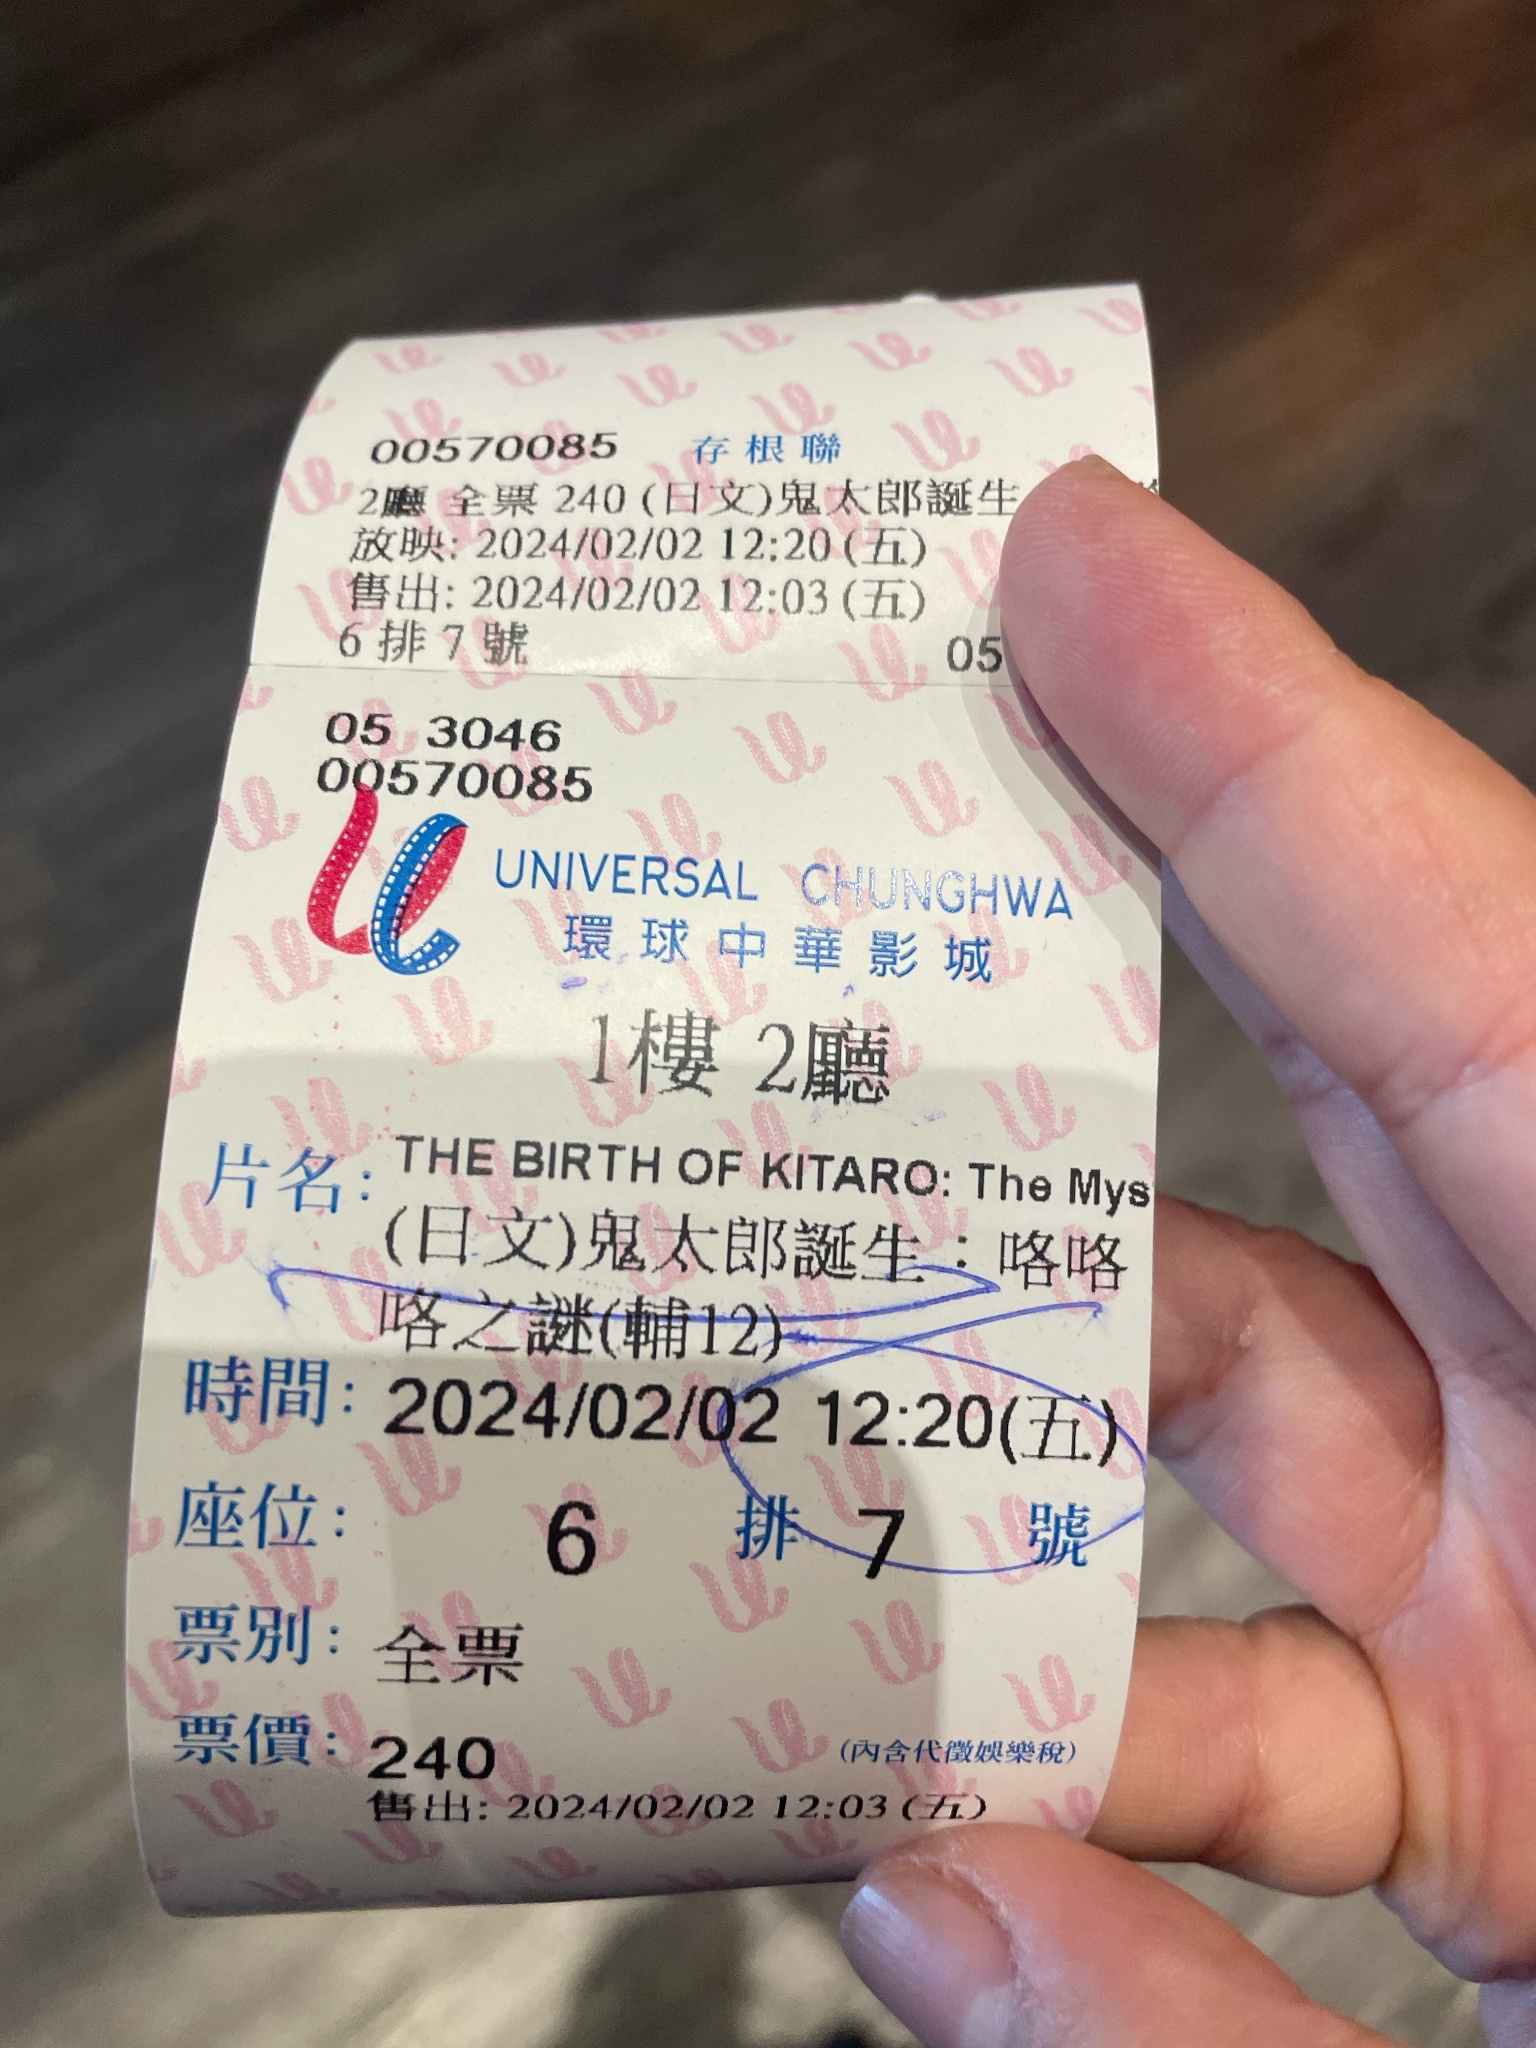 00570085 存根聯
2廳 全票 240 (日文)鬼太郎誕生
放映: 2024/02/02 12:20 (五)
售出: 2024/02/02 12:03 (五)
6 排 7 號
05
05 3046
00570085
UNIVERSAL CHUNGHWA
環球中華影城
1樓 2廳
片名: THE BIRTH OF KITARO: The Mys
(日文)鬼太郎誕生：咯咯
咯之謎(輔12)
時間: 2024/02/02 12:20(五)
座位: 6 排 7 號
票別: 全票
票價: 240 (內含代徵娛樂稅)
售出: 2024/02/02 12:03 (五)